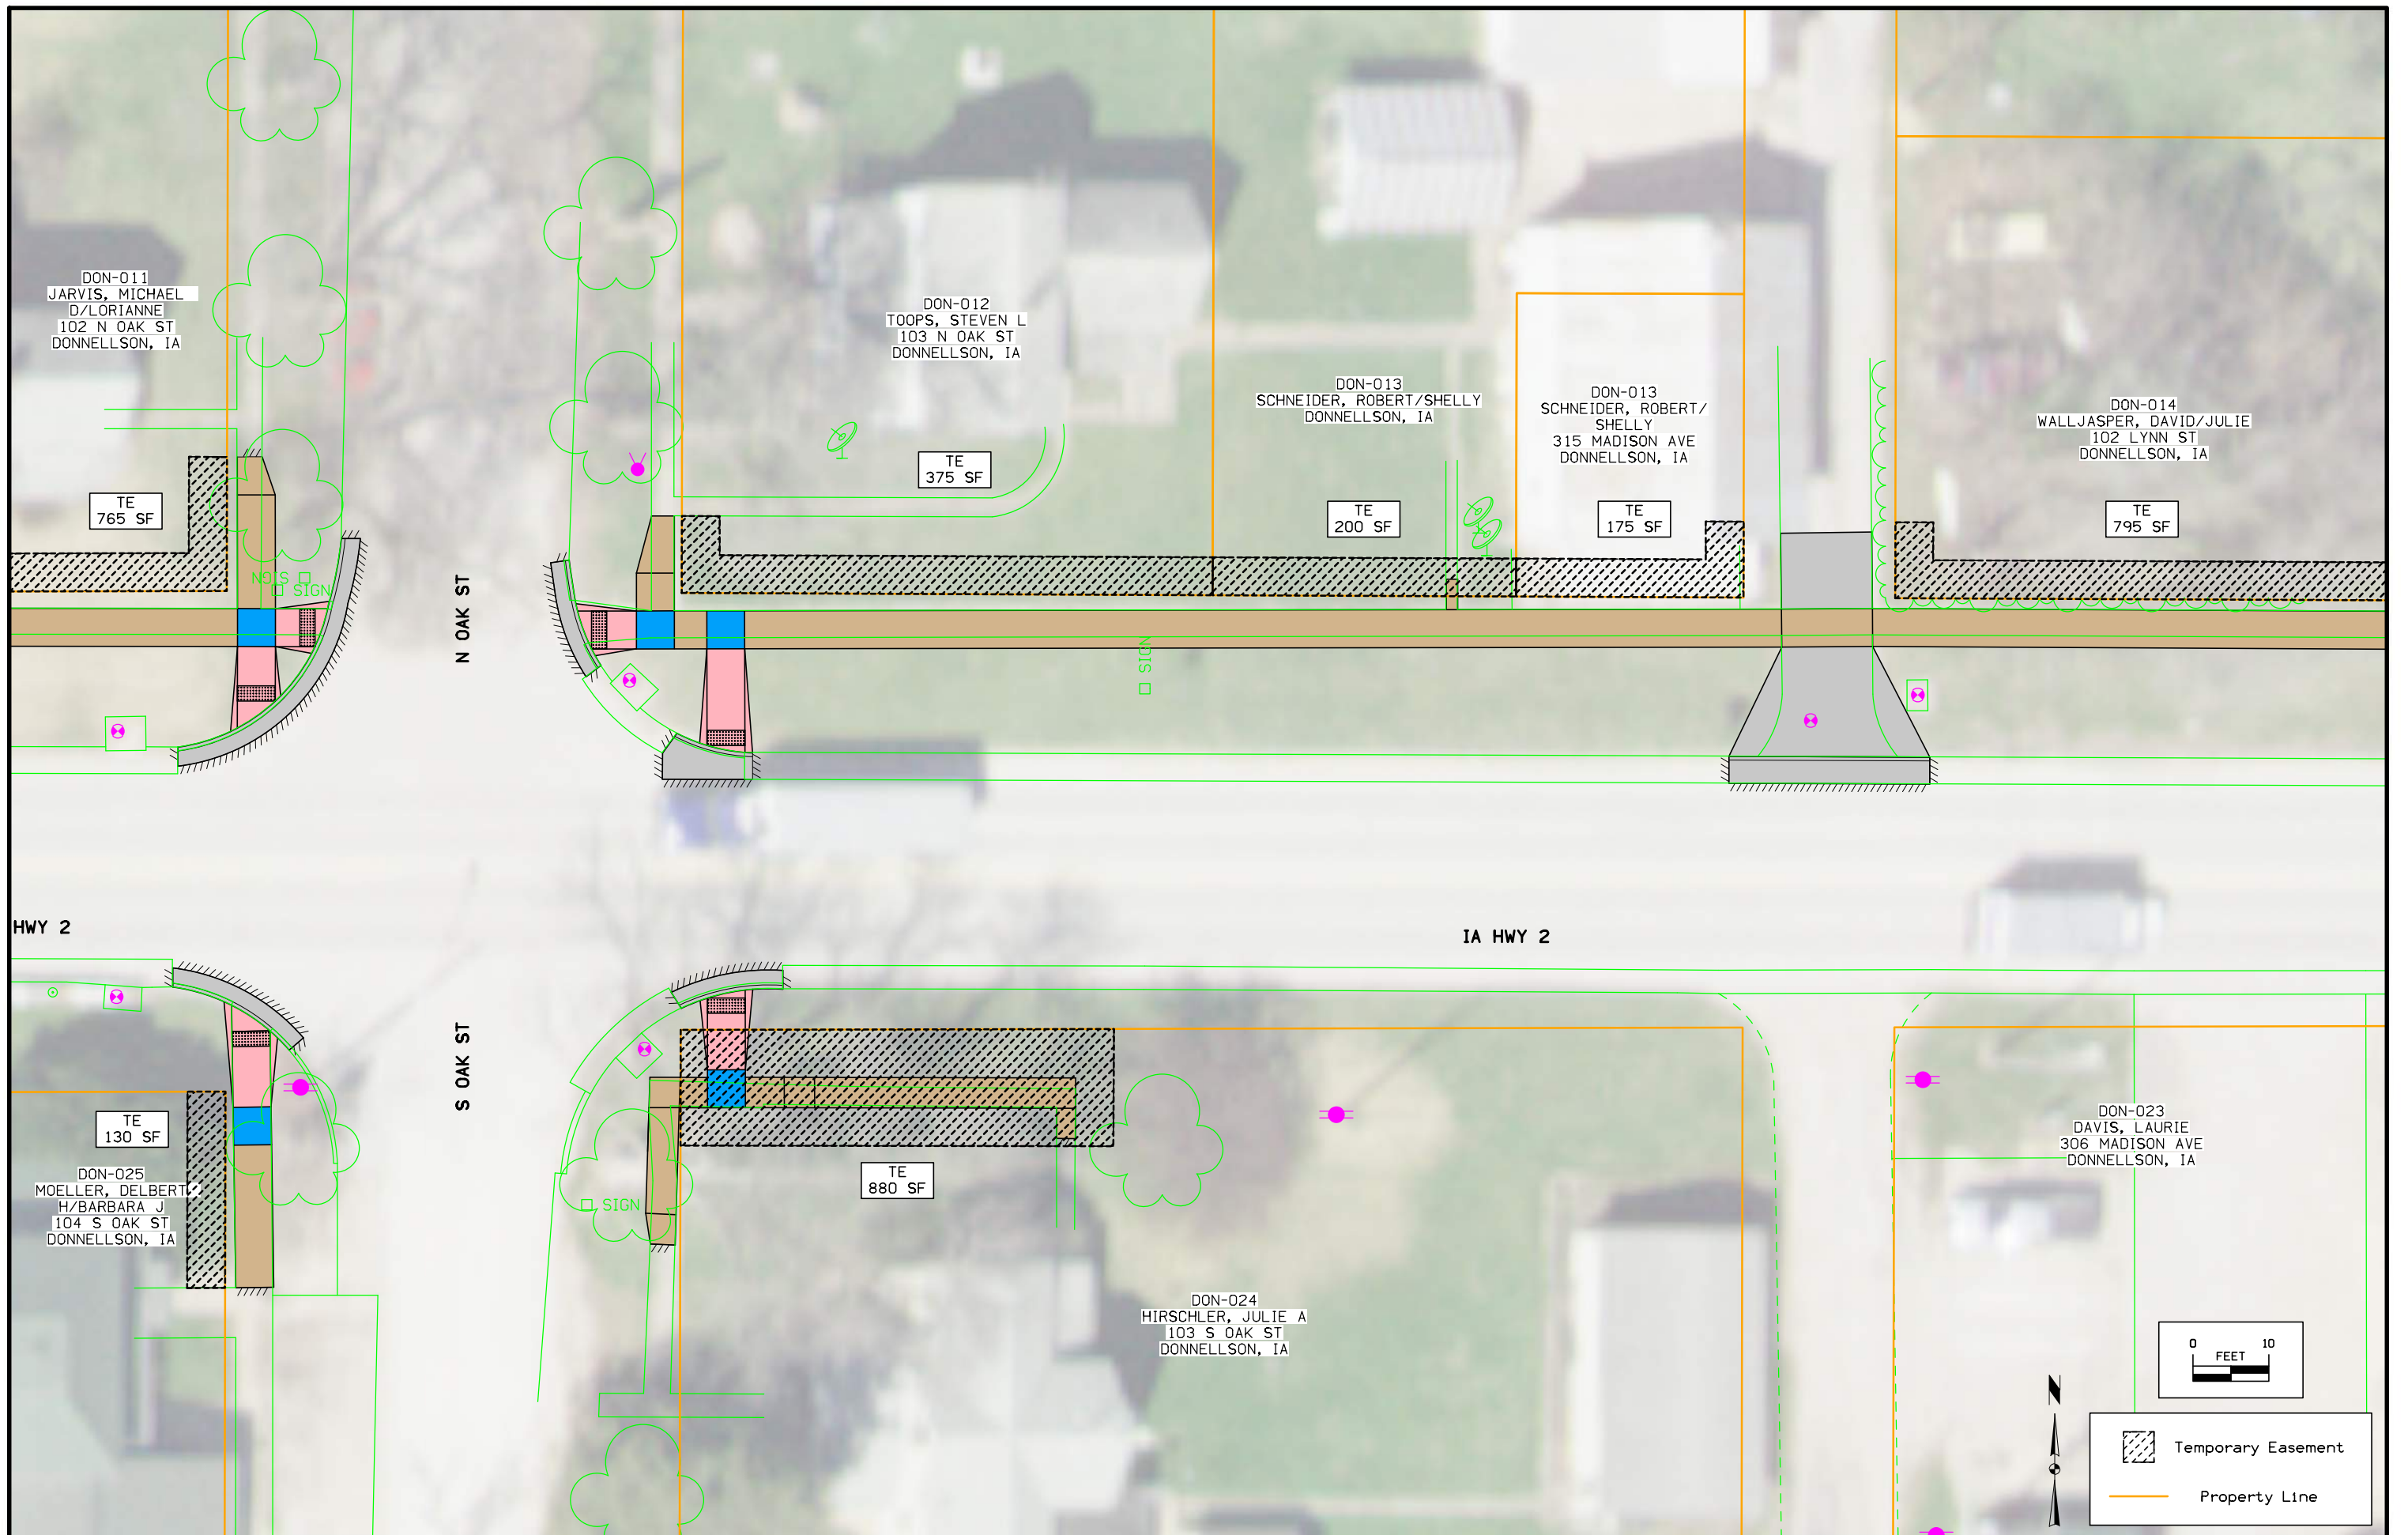 DON-011
JARVIS, MICHAEL
D/LORIANNE
102 N OAK ST
DONNELLSON, IA
TE
765 SF
SIGN
SIGN
N OAK ST
DON-012
TOOPS, STEVEN L
103 N OAK ST
DONNELLSON, IA
TE
375 SF
DON-013
SCHNEIDER, ROBERT/SHELLY
DONNELLSON, IA
TE
200 SF
DON-013
SCHNEIDER, ROBERT/
SHELLY
315 MADISON AVE
DONNELLSON, IA
TE
175 SF
DON-014
WALLJASPER, DAVID/JULIE
102 LYNN ST
DONNELLSON, IA
TE
795 SF
SIGN
HWY 2
IA HWY 2
S OAK ST
TE
130 SF
DON-025
MOELLER, DELBERT
H/BARBARA J
104 S OAK ST
DONNELLSON, IA
SIGN
TE
880 SF
DON-024
HIRSCHLER, JULIE A
103 S OAK ST
DONNELLSON, IA
DON-023
DAVIS, LAURIE
306 MADISON AVE
DONNELLSON, IA
0 10
FEET
N
Temporary Easement
Property Line